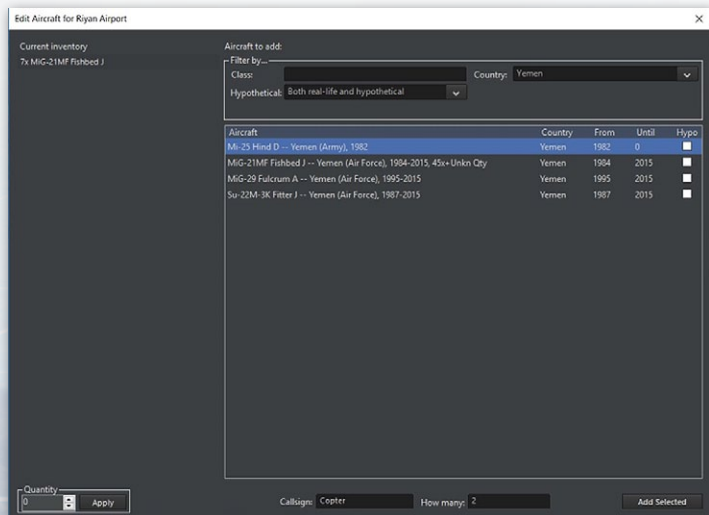 Edit Aircraft for Riyan Airport
Current inventory
7x MiG-21MF Fishbed J
Aircraft to add:
Filter by...
Class: Country: Yemen
Hypothetical: Both real-life and hypothetical
Aircraft Country From Until Hypo
Mi-25 Hind D -- Yemen (Army), 1982 Yemen 1982 0
MiG-21MF Fishbed J -- Yemen (Air Force), 1984-2015, 45x+Unkn Qty Yemen 1984 2015
MiG-29 Fulcrum A -- Yemen (Air Force), 1995-2015 Yemen 1995 2015
Su-22M-3K Fitter J -- Yemen (Air Force), 1987-2015 Yemen 1987 2015
Quantity
0 Apply Callsign: Copter How many: 2 Add Selected